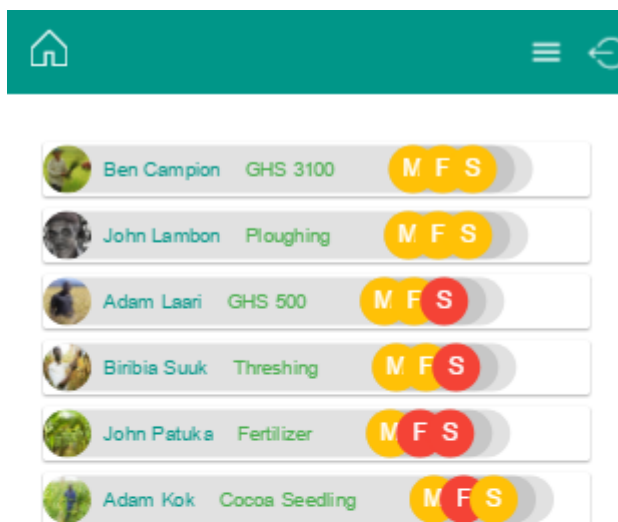 Ben Campion GHS 3100 M F S
John Lambon Ploughing M F S
Adam Laari GHS 500 M F S
Biribia Suuk Threshing M F S
John Patuka Fertilizer M F S
Adam Kok Cocoa Seedling M F S